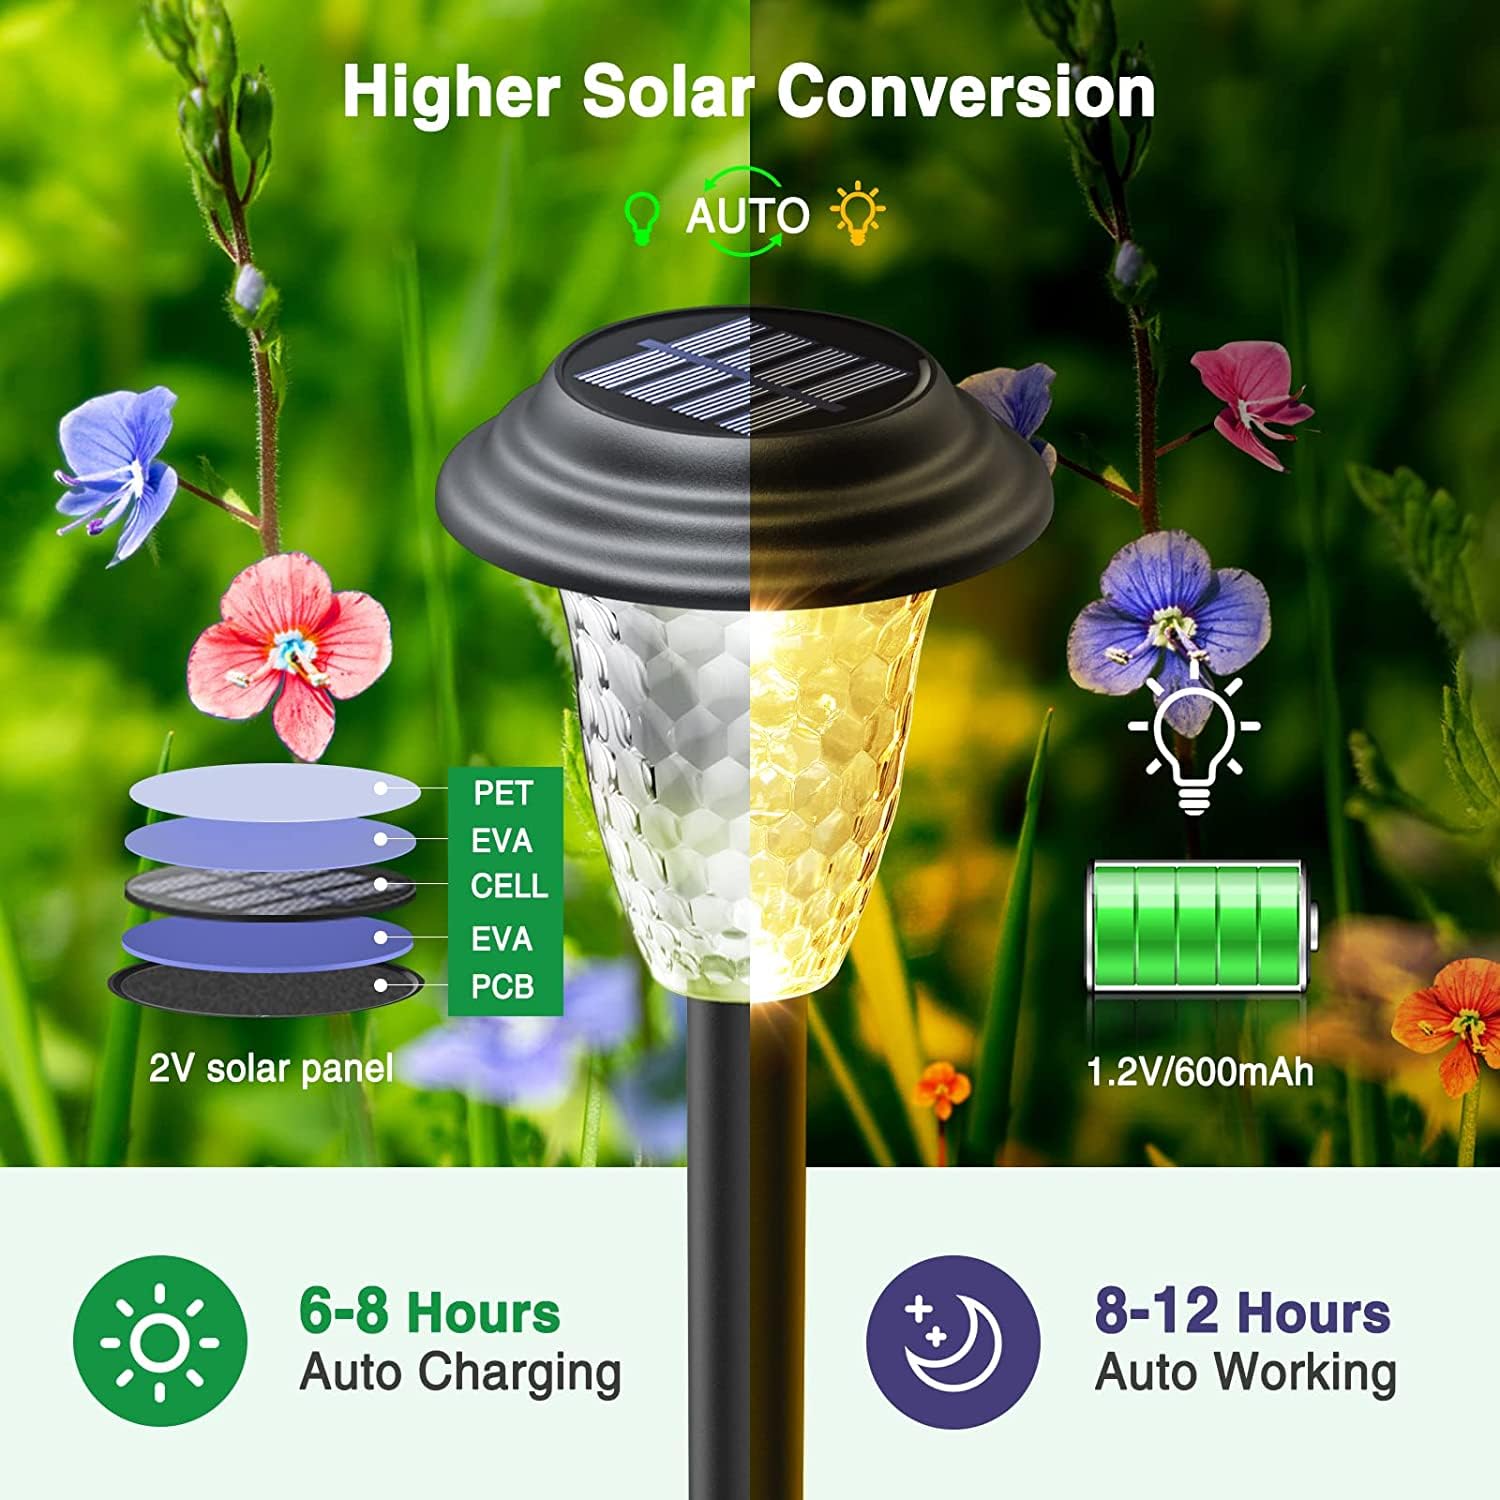 Higher Solar Conversion
AUTO
PET
EVA
CELL
EVA
PCB
2V solar panel
1.2V/600mAh
6-8 Hours
Auto Charging
8-12 Hours
Auto Working